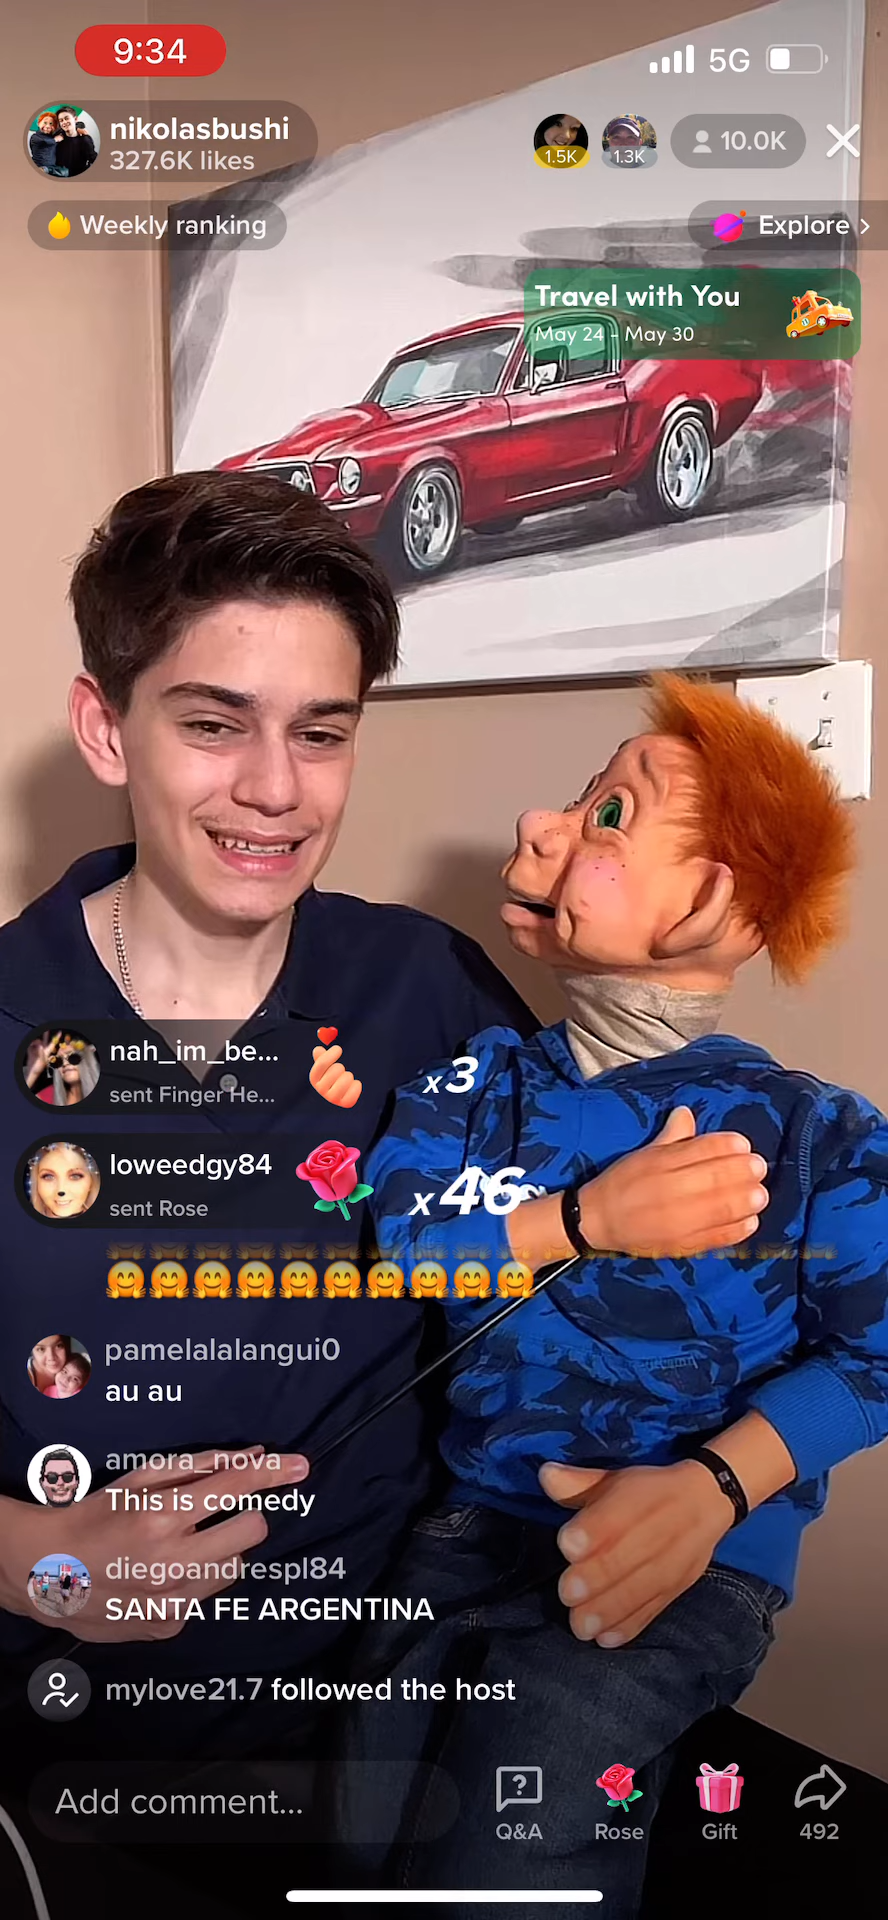 9:34
5G
nikolasbushi
327.6K likes
1.5K
1.3K
10.0K
Weekly ranking
Explore >
Travel with You
May 24 - May 30
nah_im_be...
sent Finger He...
x3
loweedgy84
sent Rose
x46
pamelalalangui0
au au
amora_nova
This is comedy
diegoandrespl84
SANTA FE ARGENTINA
mylove21.7 followed the host
Add comment...
Q&A
Rose
Gift
492